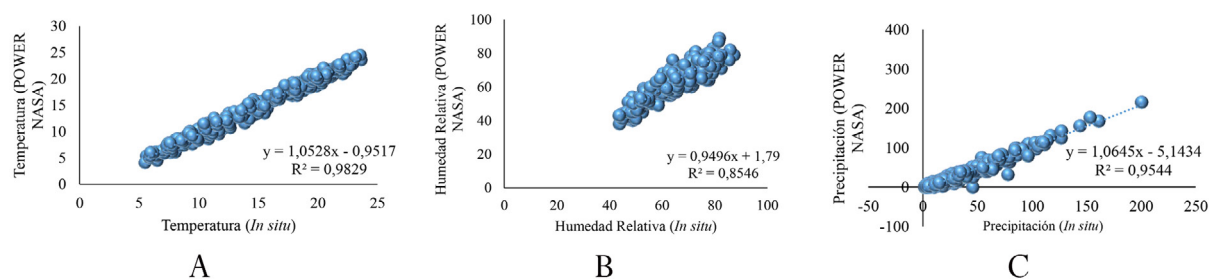 Temperatura (POWER
NASA)
30
25
20
15
10
5
0
y = 1,0528x - 0,9517
R² = 0,9829
0 5 10 15 20 25
Temperatura (In situ)
A
Humedad Relativa (POWER
NASA)
100
80
60
40
20
0
y = 0,9496x + 1,79
R² = 0,8546
0 20 40 60 80 100
Humedad Relativa (In situ)
B
Precipitación (POWER
NASA)
400
300
200
100
0
-100
y = 1,0645x - 5,1434
R² = 0,9544
-50 0 50 100 150 200 250
Precipitación (In situ)
C